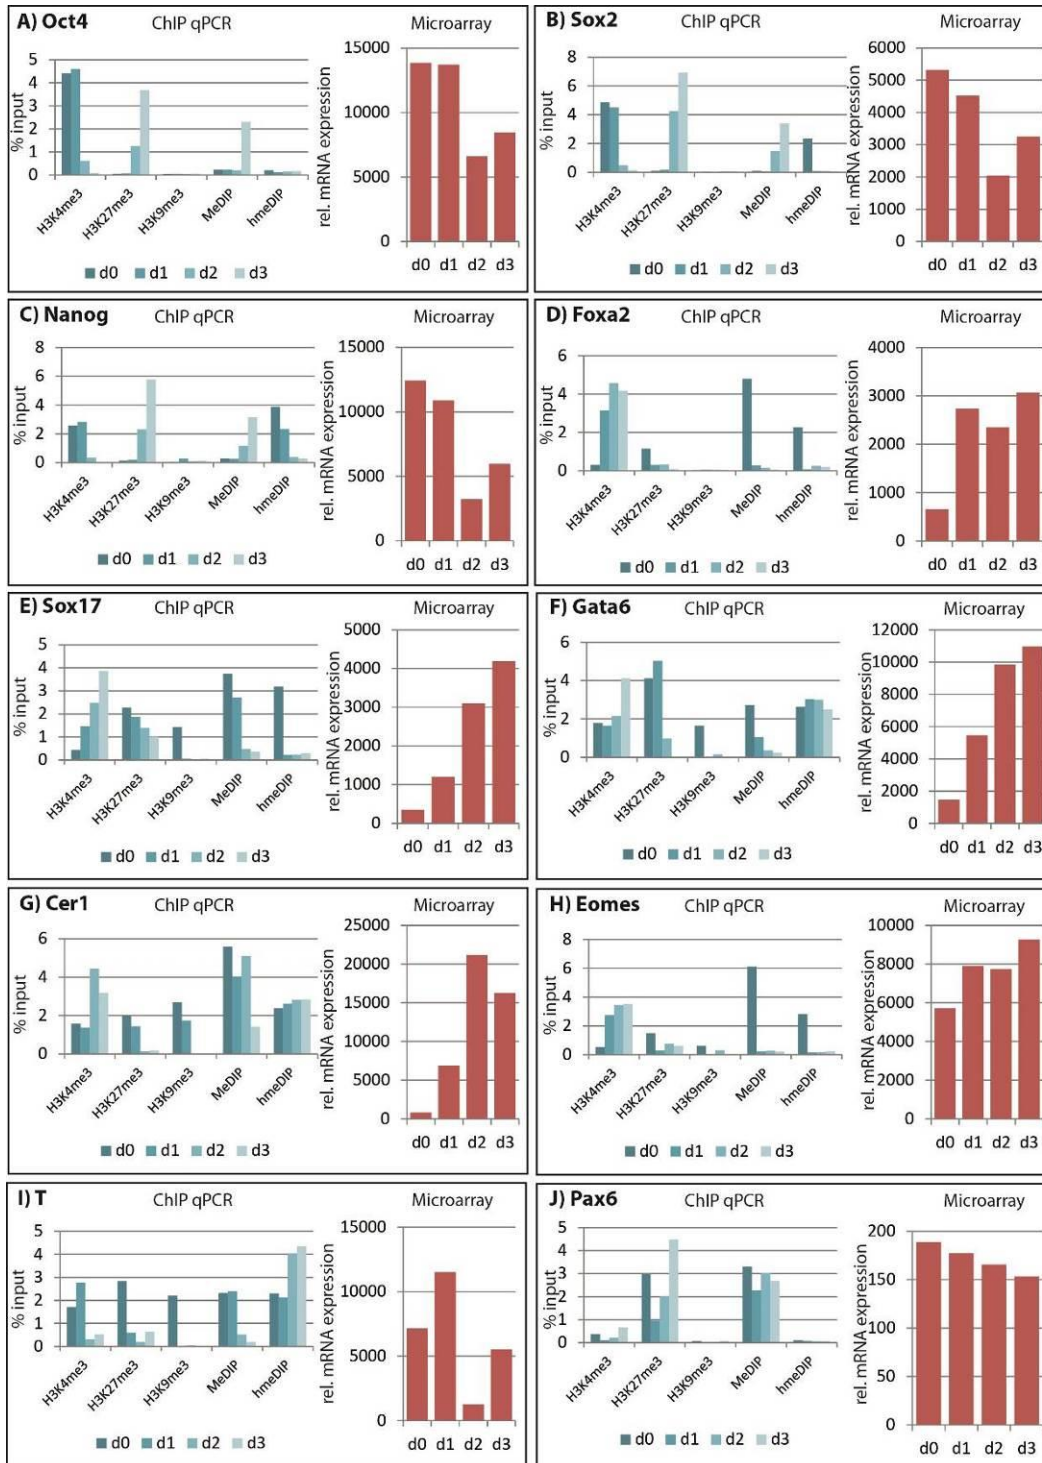 A) Oct4
ChIP qPCR
Microarray
% input
5
4
3
2
1
0
H3K4me3
H3K27me3
H3K9me3
MeDIP
hmeDIP
d0 d1 d2 d3
rel. mRNA expression
15000
10000
5000
0
d0 d1 d2 d3
B) Sox2
ChIP qPCR
Microarray
% input
8
6
4
2
0
H3K4me3
H3K27me3
H3K9me3
MeDIP
hmeDIP
d0 d1 d2 d3
rel. mRNA expression
6000
5000
4000
3000
2000
1000
0
d0 d1 d2 d3
C) Nanog
ChIP qPCR
Microarray
% input
8
6
4
2
0
H3K4me3
H3K27me3
H3K9me3
MeDIP
hmeDIP
d0 d1 d2 d3
rel. mRNA expression
15000
10000
5000
0
d0 d1 d2 d3
D) Foxa2
ChIP qPCR
Microarray
% input
6
4
2
0
H3K4me3
H3K27me3
H3K9me3
MeDIP
hmeDIP
d0 d1 d2 d3
rel. mRNA expression
4000
3000
2000
1000
0
d0 d1 d2 d3
E) Sox17
ChIP qPCR
Microarray
% input
5
4
3
2
1
0
H3K4me3
H3K27me3
H3K9me3
MeDIP
hmeDIP
d0 d1 d2 d3
rel. mRNA expression
5000
4000
3000
2000
1000
0
d0 d1 d2 d3
F) Gata6
ChIP qPCR
Microarray
% input
6
4
2
0
H3K4me3
H3K27me3
H3K9me3
MeDIP
hmeDIP
d0 d1 d2 d3
rel. mRNA expression
12000
10000
8000
6000
4000
2000
0
d0 d1 d2 d3
G) Cer1
ChIP qPCR
Microarray
% input
6
4
2
0
H3K4me3
H3K27me3
H3K9me3
MeDIP
hmeDIP
d0 d1 d2 d3
rel. mRNA expression
25000
20000
15000
10000
5000
0
d0 d1 d2 d3
H) Eomes
ChIP qPCR
Microarray
% input
8
6
4
2
0
H3K4me3
H3K27me3
H3K9me3
MeDIP
hmeDIP
d0 d1 d2 d3
rel. mRNA expression
10000
8000
6000
4000
2000
0
d0 d1 d2 d3
I) T
ChIP qPCR
Microarray
% input
5
4
3
2
1
0
H3K4me3
H3K27me3
H3K9me3
MeDIP
hmeDIP
d0 d1 d2 d3
rel. mRNA expression
15000
10000
5000
0
d0 d1 d2 d3
J) Pax6
ChIP qPCR
Microarray
% input
5
4
3
2
1
0
H3K4me3
H3K27me3
H3K9me3
MeDIP
hmeDIP
d0 d1 d2 d3
rel. mRNA expression
200
150
100
50
0
d0 d1 d2 d3